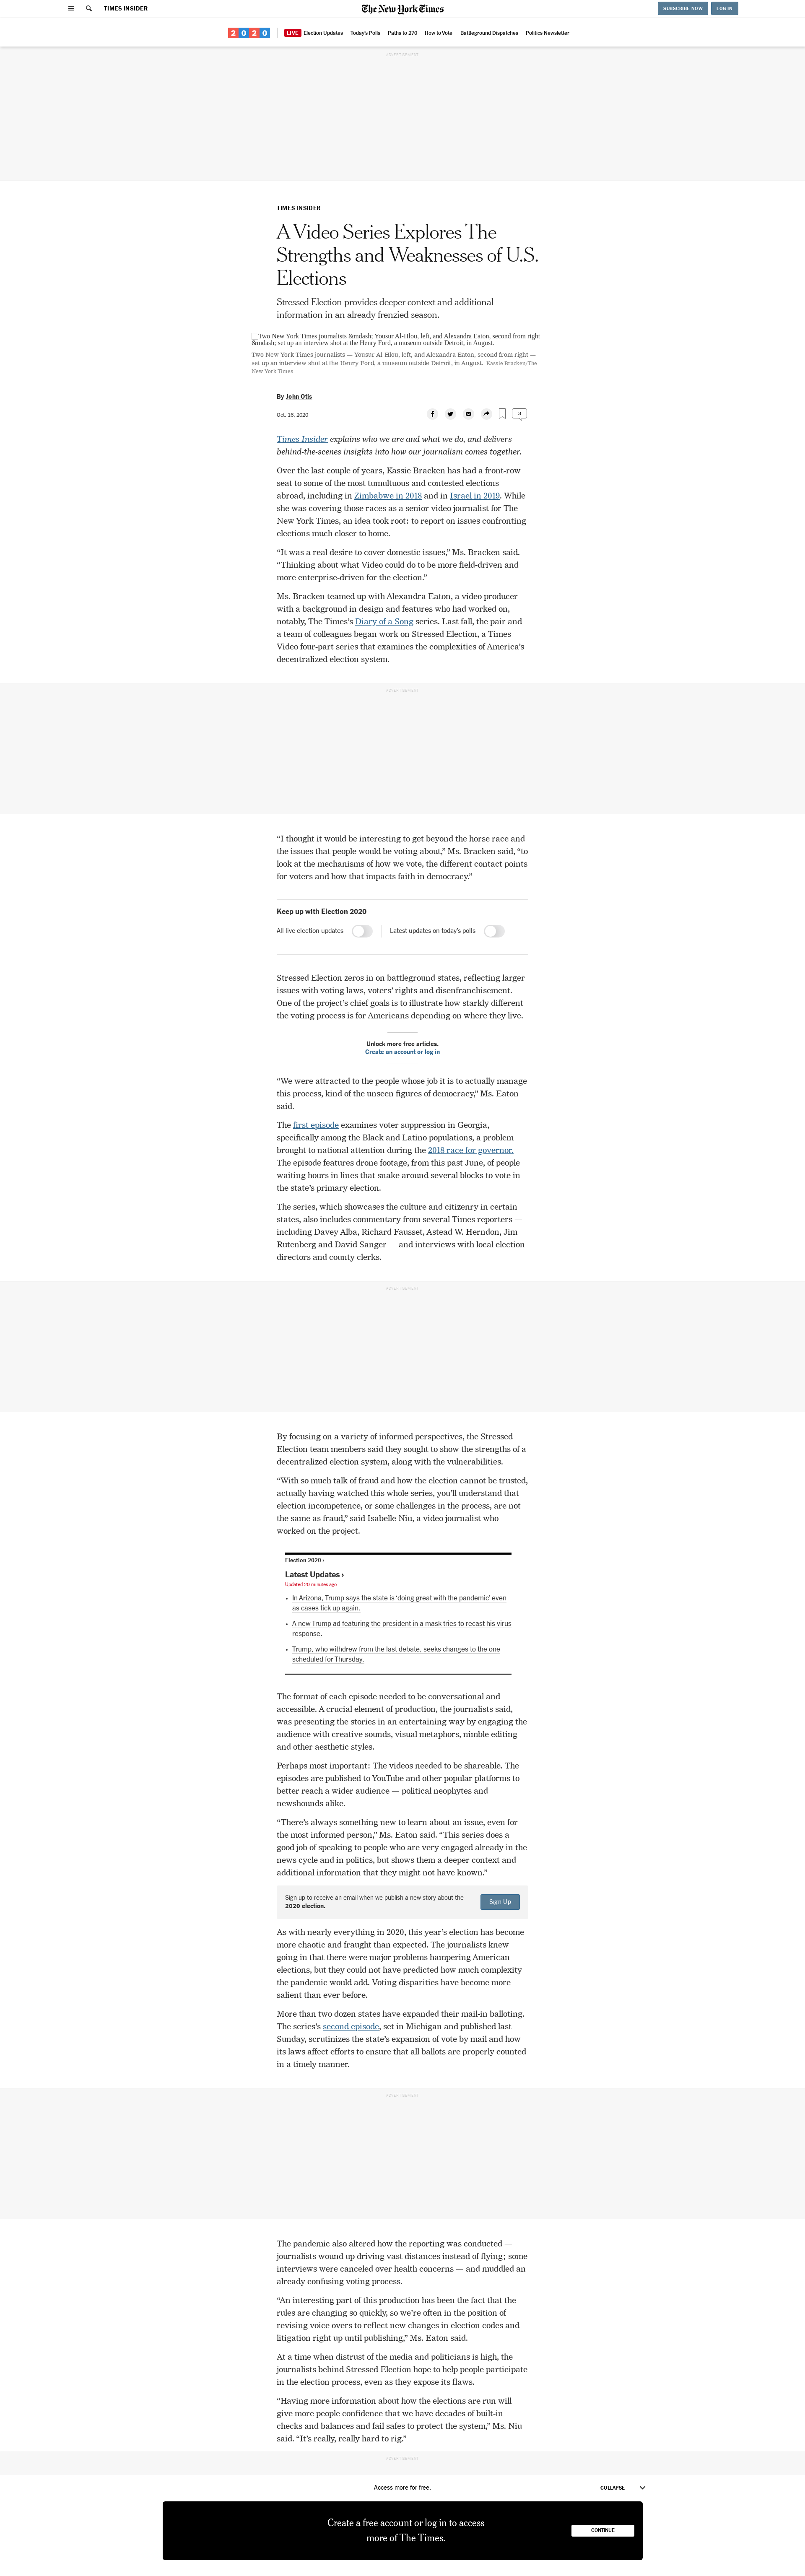 TIMES INSIDER
The New York Times
SUBSCRIBE NOW
LOG IN
2020
LIVE Election Updates
Today's Polls
Paths to 270
How to Vote
Battleground Dispatches
Politics Newsletter
ADVERTISEMENT
TIMES INSIDER
A Video Series Explores The
Strengths and Weaknesses of U.S.
Elections
Stressed Election provides deeper context and additional
information in an already frenzied season.
Two New York Times journalists &mdash; Yousur Al-Hlou, left, and Alexandra Eaton, second from right
&mdash; set up an interview shot at the Henry Ford, a museum outside Detroit, in August.
Two New York Times journalists — Yousur Al-Hlou, left, and Alexandra Eaton, second from right —
set up an interview shot at the Henry Ford, a museum outside Detroit, in August. Kassie Bracken/The
New York Times
By John Otis
Oct. 16, 2020
3
Times Insider explains who we are and what we do, and delivers
behind-the-scenes insights into how our journalism comes together.
Over the last couple of years, Kassie Bracken has had a front-row
seat to some of the most tumultuous and contested elections
abroad, including in Zimbabwe in 2018 and in Israel in 2019. While
she was covering those races as a senior video journalist for The
New York Times, an idea took root: to report on issues confronting
elections much closer to home.
“It was a real desire to cover domestic issues,” Ms. Bracken said.
“Thinking about what Video could do to be more field-driven and
more enterprise-driven for the election.”
Ms. Bracken teamed up with Alexandra Eaton, a video producer
with a background in design and features who had worked on,
notably, The Times’s Diary of a Song series. Last fall, the pair and
a team of colleagues began work on Stressed Election, a Times
Video four-part series that examines the complexities of America’s
decentralized election system.
ADVERTISEMENT
“I thought it would be interesting to get beyond the horse race and
the issues that people would be voting about,” Ms. Bracken said, “to
look at the mechanisms of how we vote, the different contact points
for voters and how that impacts faith in democracy.”
Keep up with Election 2020
All live election updates
Latest updates on today’s polls
Stressed Election zeros in on battleground states, reflecting larger
issues with voting laws, voters’ rights and disenfranchisement.
One of the project’s chief goals is to illustrate how starkly different
the voting process is for Americans depending on where they live.
Unlock more free articles.
Create an account or log in
“We were attracted to the people whose job it is to actually manage
this process, kind of the unseen figures of democracy,” Ms. Eaton
said.
The first episode examines voter suppression in Georgia,
specifically among the Black and Latino populations, a problem
brought to national attention during the 2018 race for governor.
The episode features drone footage, from this past June, of people
waiting hours in lines that snake around several blocks to vote in
the state’s primary election.
The series, which showcases the culture and citizenry in certain
states, also includes commentary from several Times reporters —
including Davey Alba, Richard Fausset, Astead W. Herndon, Jim
Rutenberg and David Sanger — and interviews with local election
directors and county clerks.
ADVERTISEMENT
By focusing on a variety of informed perspectives, the Stressed
Election team members said they sought to show the strengths of a
decentralized election system, along with the vulnerabilities.
“With so much talk of fraud and how the election cannot be trusted,
actually having watched this whole series, you’ll understand that
election incompetence, or some challenges in the process, are not
the same as fraud,” said Isabelle Niu, a video journalist who
worked on the project.
Election 2020 ›
Latest Updates ›
Updated 20 minutes ago
• In Arizona, Trump says the state is ‘doing great with the pandemic’ even
as cases tick up again.
• A new Trump ad featuring the president in a mask tries to recast his virus
response.
• Trump, who withdrew from the last debate, seeks changes to the one
scheduled for Thursday.
The format of each episode needed to be conversational and
accessible. A crucial element of production, the journalists said,
was presenting the stories in an entertaining way by engaging the
audience with creative sounds, visual metaphors, nimble editing
and other aesthetic styles.
Perhaps most important: The videos needed to be shareable. The
episodes are published to YouTube and other popular platforms to
better reach a wider audience — political neophytes and
newshounds alike.
“There’s always something new to learn about an issue, even for
the most informed person,” Ms. Eaton said. “This series does a
good job of speaking to people who are very engaged already in the
news cycle and in politics, but shows them a deeper context and
additional information that they might not have known.”
Sign up to receive an email when we publish a new story about the
2020 election.
Sign Up
As with nearly everything in 2020, this year’s election has become
more chaotic and fraught than expected. The journalists knew
going in that there were major problems hampering American
elections, but they could not have predicted how much complexity
the pandemic would add. Voting disparities have become more
salient than ever before.
More than two dozen states have expanded their mail-in balloting.
The series’s second episode, set in Michigan and published last
Sunday, scrutinizes the state’s expansion of vote by mail and how
its laws affect efforts to ensure that all ballots are properly counted
in a timely manner.
ADVERTISEMENT
The pandemic also altered how the reporting was conducted —
journalists wound up driving vast distances instead of flying; some
interviews were canceled over health concerns — and muddled an
already confusing voting process.
“An interesting part of this production has been the fact that the
rules are changing so quickly, so we’re often in the position of
revising voice overs to reflect new changes in election codes and
litigation right up until publishing,” Ms. Eaton said.
At a time when distrust of the media and politicians is high, the
journalists behind Stressed Election hope to help people participate
in the election process, even as they expose its flaws.
“Having more information about how the elections are run will
give more people confidence that we have decades of built-in
checks and balances and fail safes to protect the system,” Ms. Niu
said. “It’s really, really hard to rig.”
ADVERTISEMENT
Access more for free.
COLLAPSE
Create a free account or log in to access
more of The Times.
CONTINUE